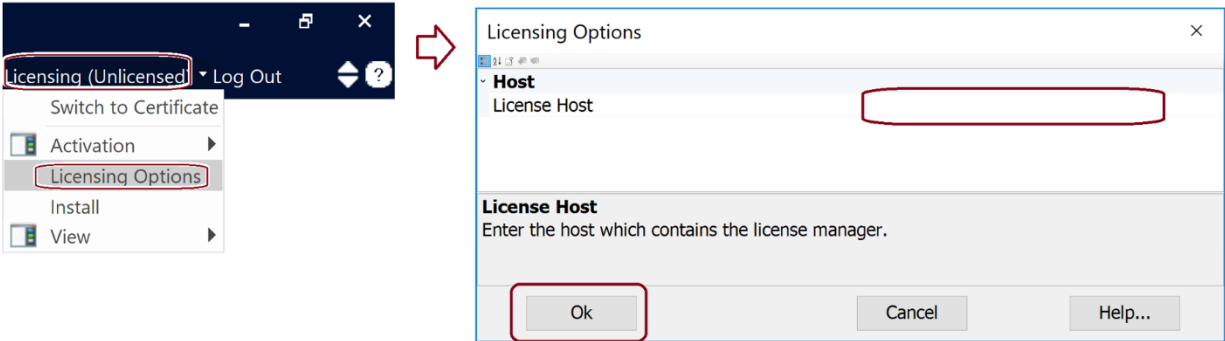 Licensing (Unlicensed) Log Out ?
Switch to Certificate
Activation
Licensing Options
Install
View
Licensing Options
Host
License Host
License Host
Enter the host which contains the license manager.
Ok Cancel Help...